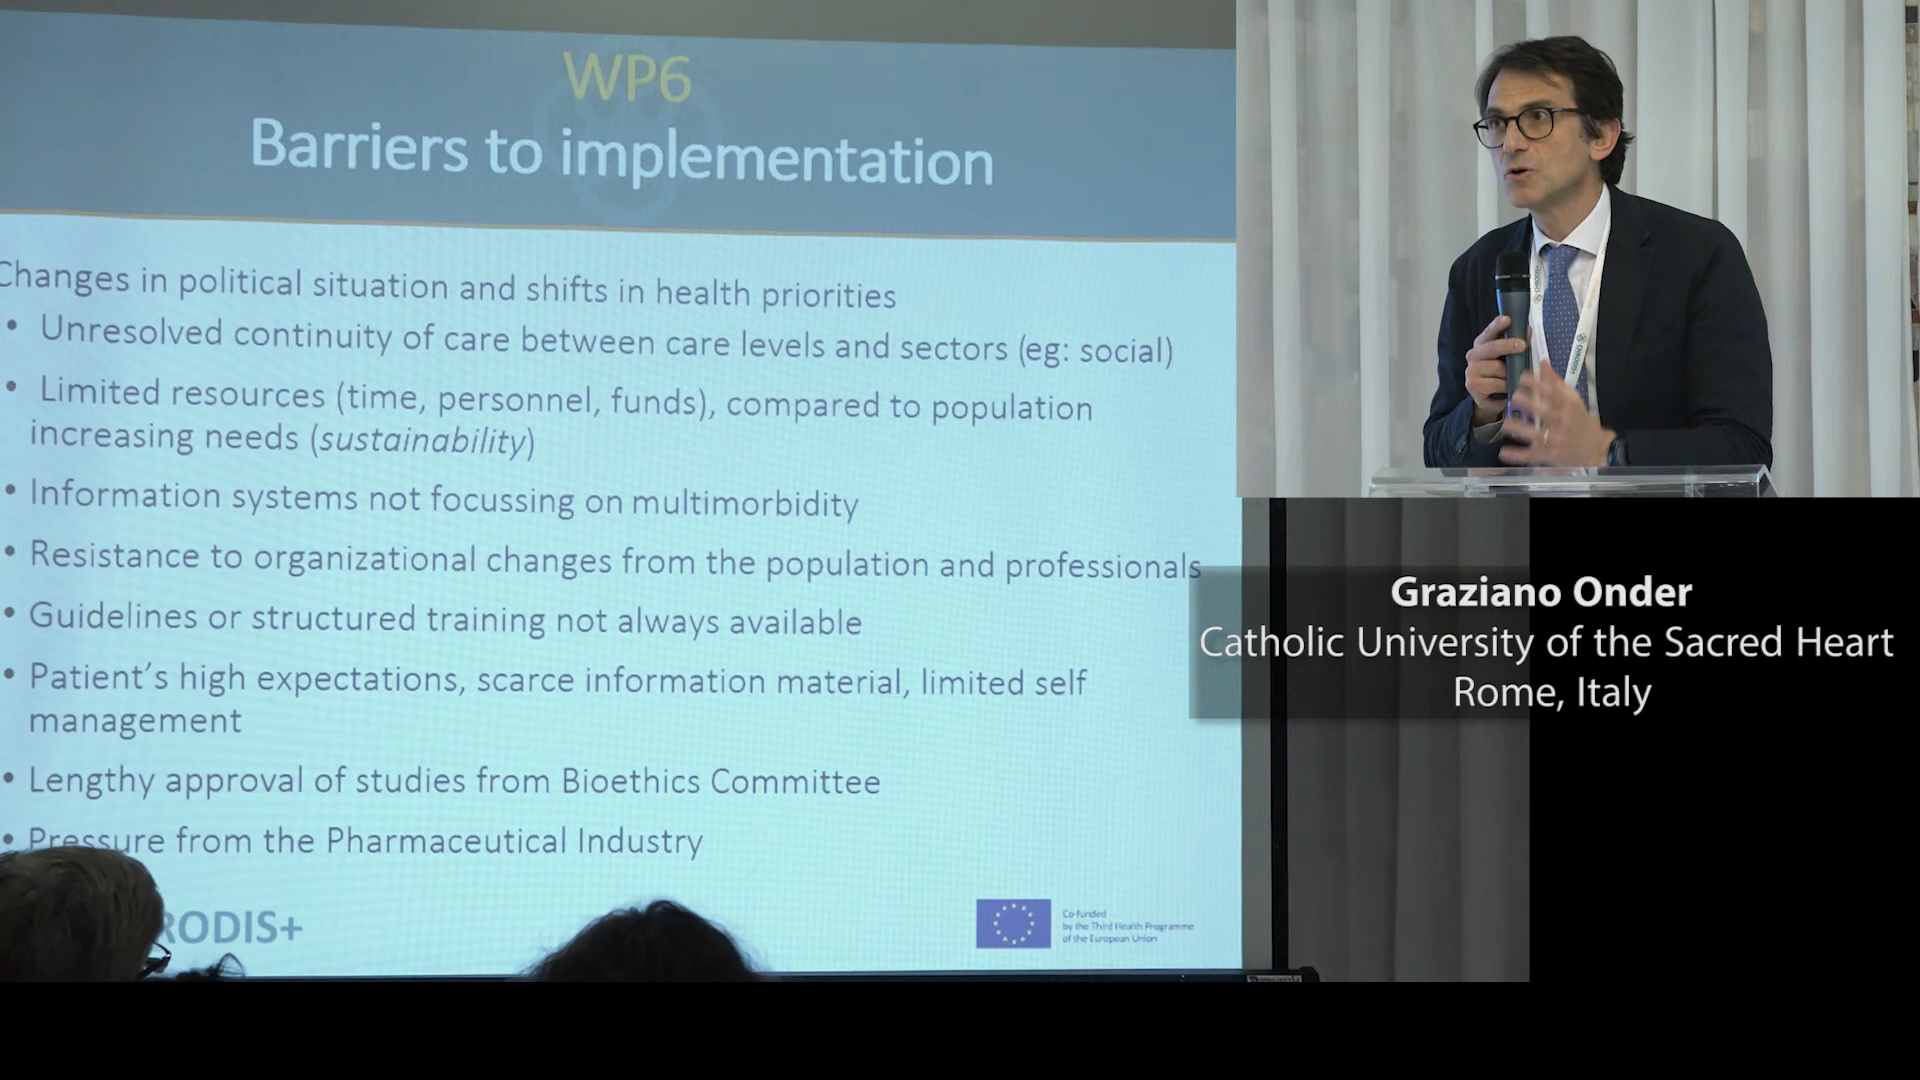 WP6
Barriers to implementation
Changes in political situation and shifts in health priorities
• Unresolved continuity of care between care levels and sectors (eg: social)
• Limited resources (time, personnel, funds), compared to population
increasing needs (sustainability)
• Information systems not focussing on multimorbidity
• Resistance to organizational changes from the population and professionals
• Guidelines or structured training not always available
• Patient's high expectations, scarce information material, limited self
management
• Lengthy approval of studies from Bioethics Committee
• Pressure from the Pharmaceutical Industry
RODIS+
Co-funded
by the Third Health Programme
of the European Union
Graziano Onder
Catholic University of the Sacred Heart
Rome, Italy